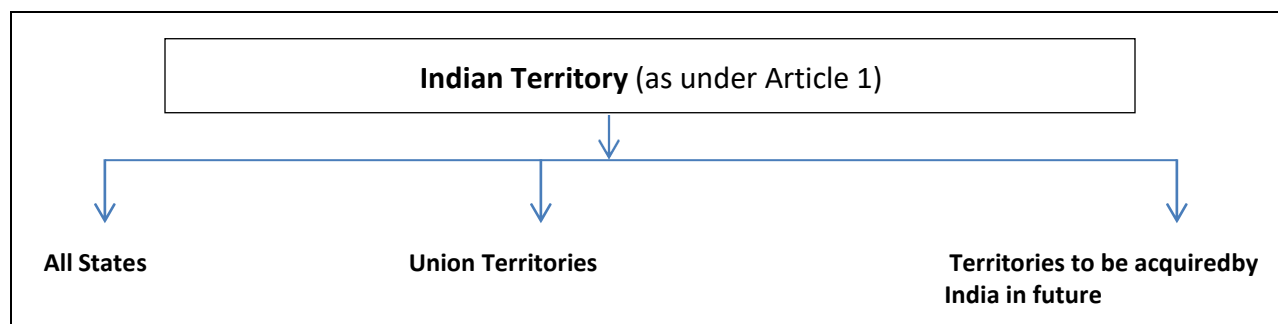 Indian Territory (as under Article 1)
All States
Union Territories
Territories to be acquiredby
India in future